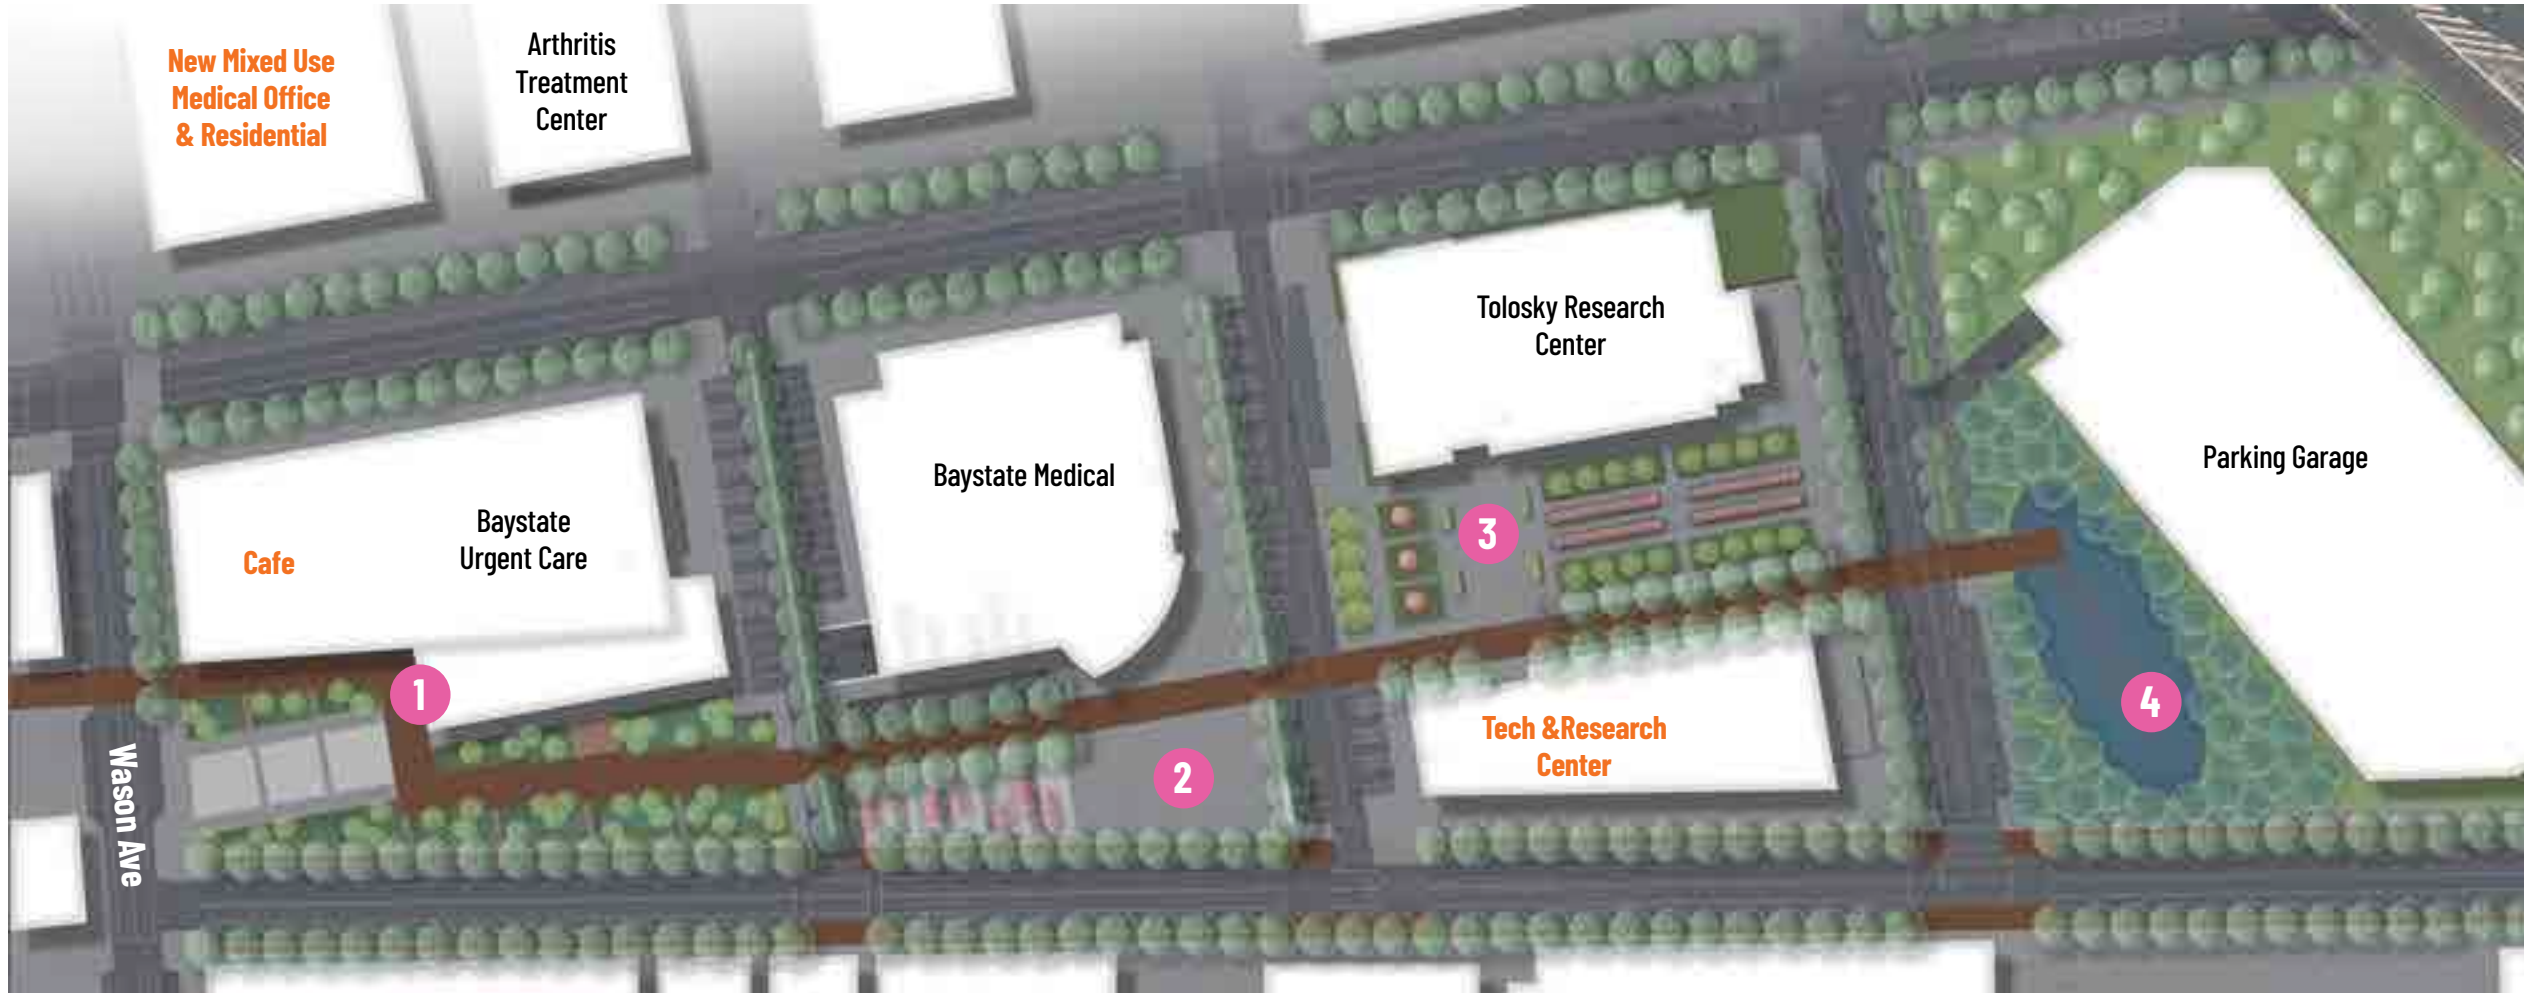 New Mixed Use
Medical Office
& Residential
Arthritis
Treatment
Center
Tolosky Research
Center
Baystate Medical
Parking Garage
Baystate
Urgent Care
Cafe
3
1
4
Tech &Research
Center
2
Wason Ave